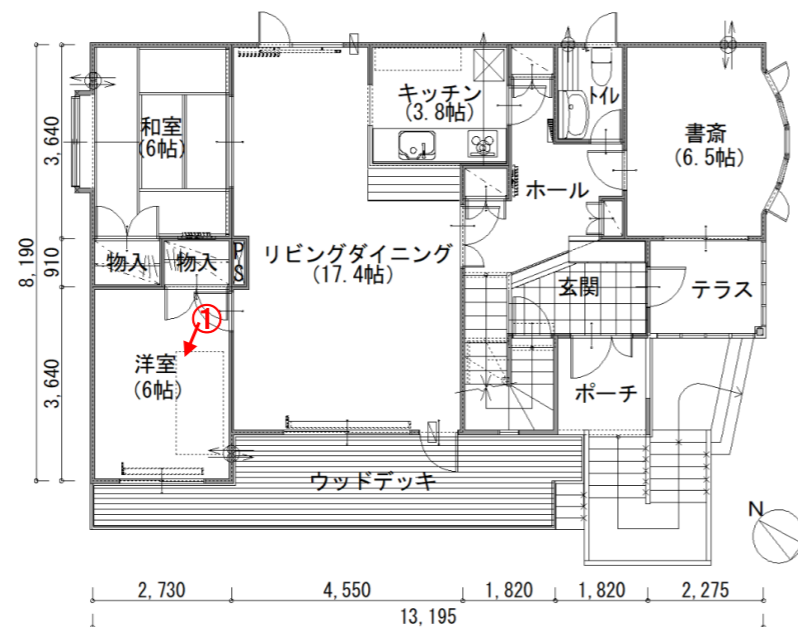 和室
(6帖)
キッチン
(3.8帖)
トイレ
書斎
(6.5帖)
ホール
物入
物入
PS
リビングダイニング
(17.4帖)
玄関
テラス
①
洋室
(6帖)
ポーチ
ウッドデッキ
N
3,640
910
3,640
8,190
2,730
4,550
1,820
1,820
2,275
13,195